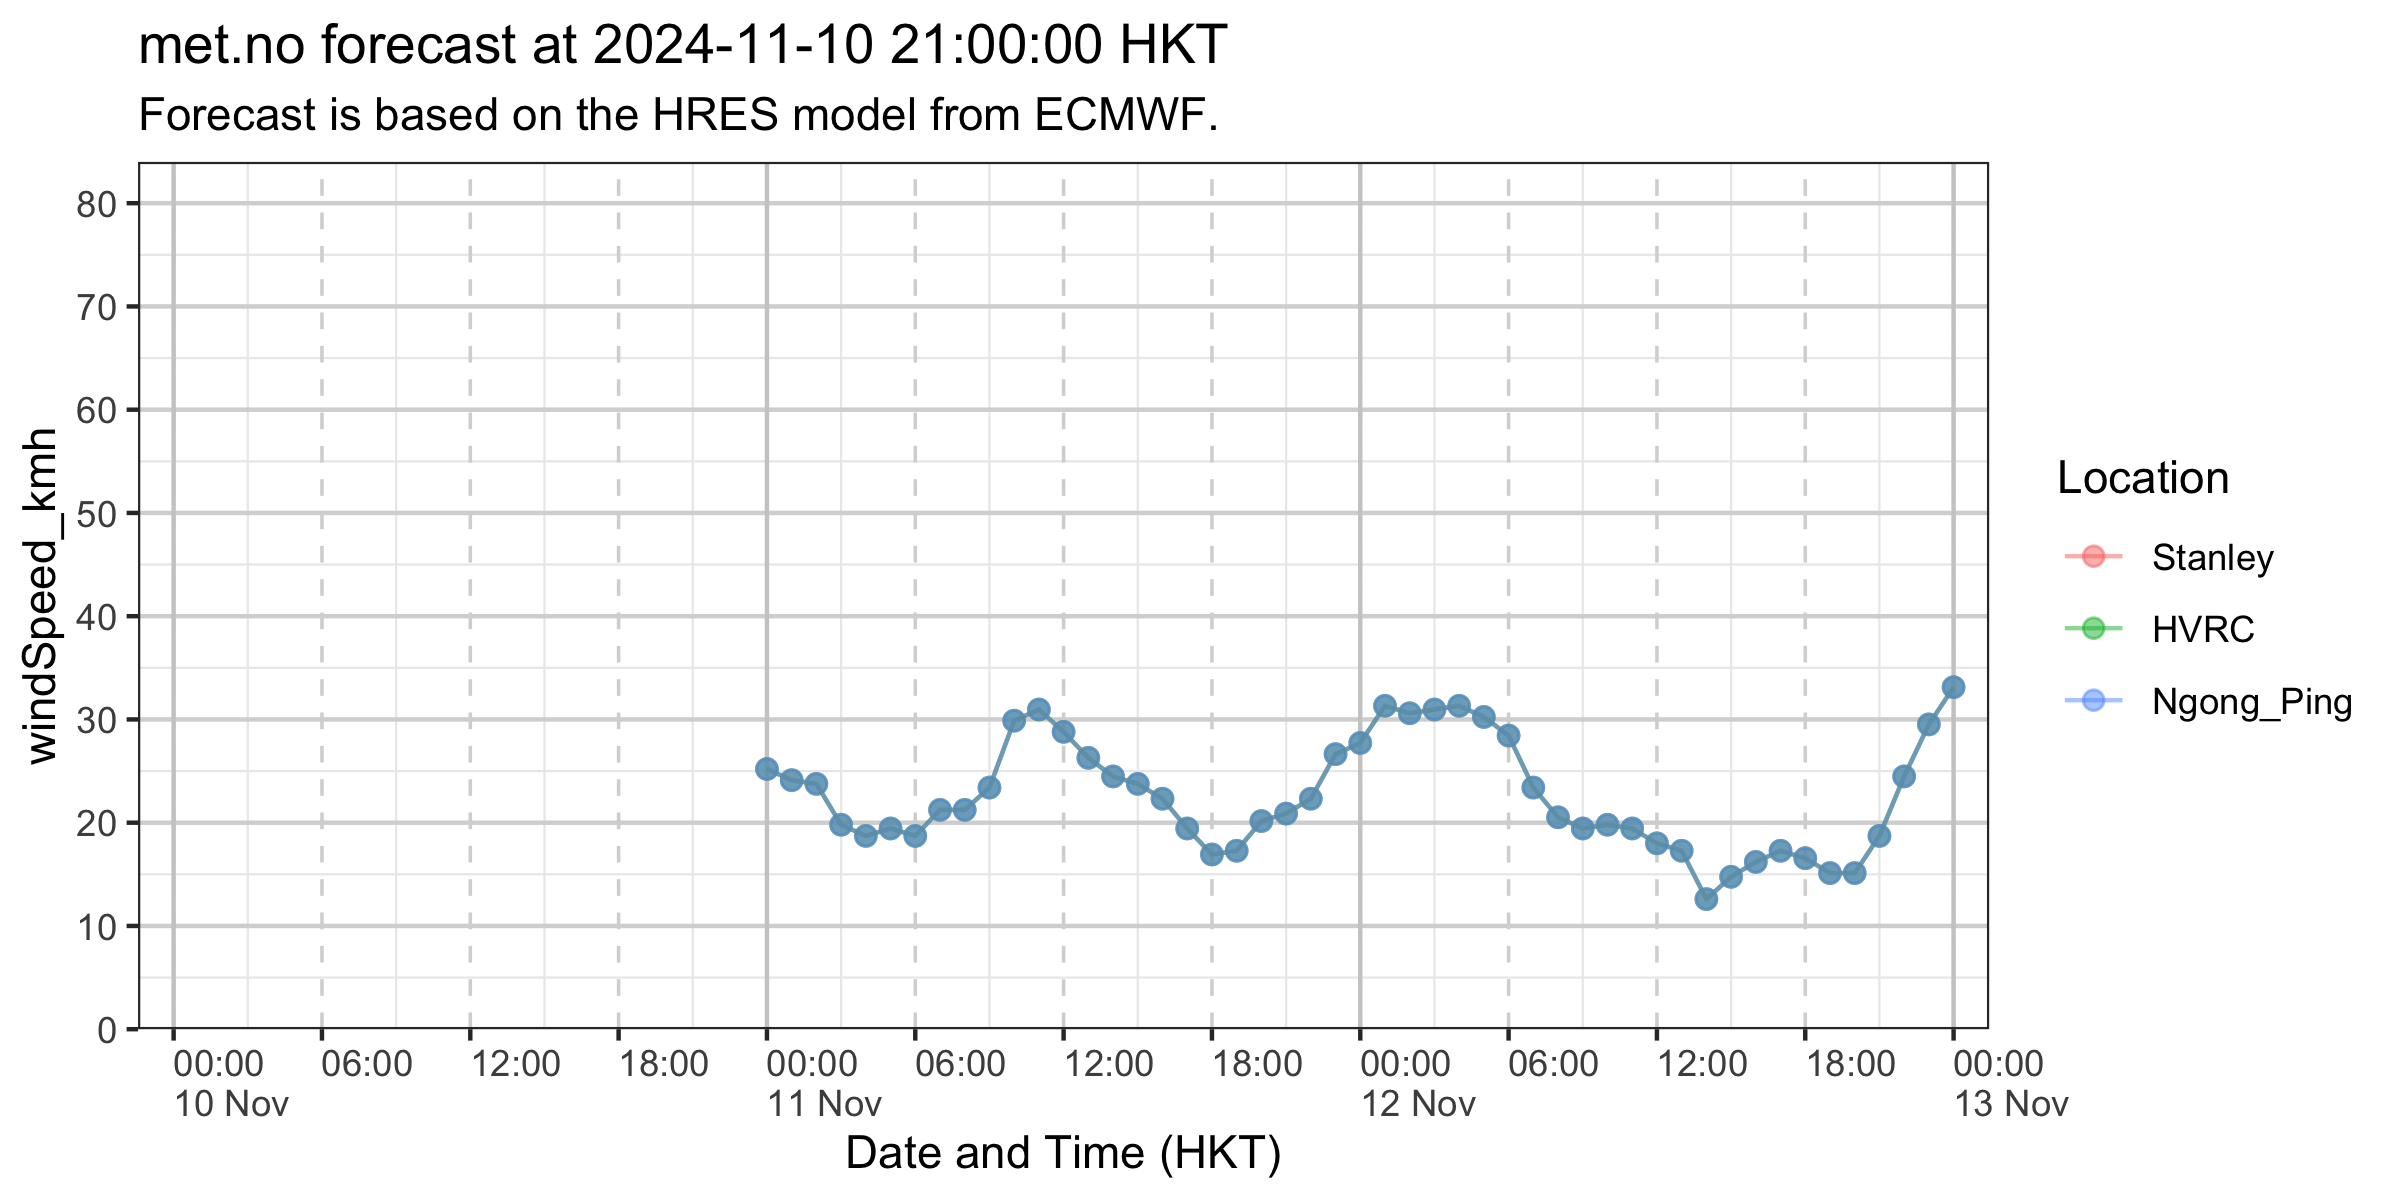 met.no forecast at 2024-11-10 21:00:00 HKT
Forecast is based on the HRES model from ECMWF.
windSpeed_kmh
80
70
60
50
40
30
20
10
0
00:00 06:00 12:00 18:00 00:00 06:00 12:00 18:00 00:00 06:00 12:00 18:00 00:00
10 Nov 11 Nov 12 Nov 13 Nov
Date and Time (HKT)
Location
Stanley
HVRC
Ngong_Ping